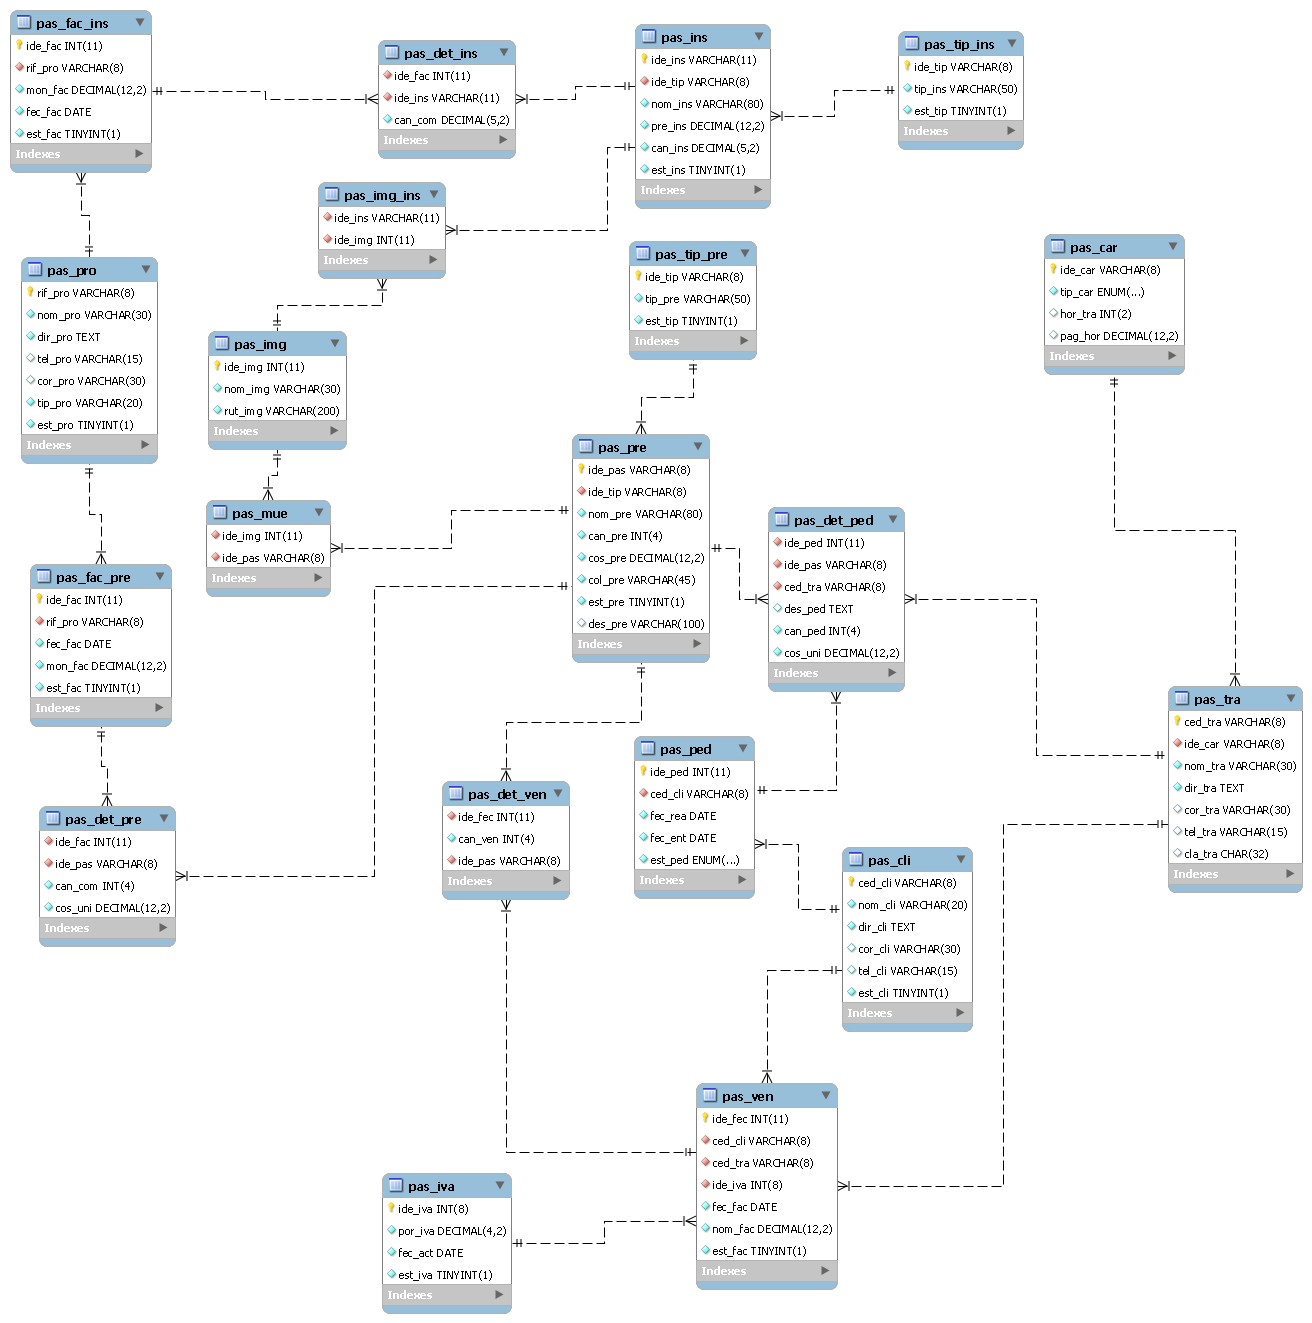 pas_fac_ins
ide_fac INT(11)
rif_pro VARCHAR(8)
mon_fac DECIMAL(12,2)
fec_fac DATE
est_fac TINYINT(1)
Indexes
pas_det_ins
ide_fac INT(11)
ide_ins VARCHAR(11)
can_com DECIMAL(5,2)
Indexes
pas_ins
ide_ins VARCHAR(11)
ide_tip VARCHAR(8)
nom_ins VARCHAR(80)
pre_ins DECIMAL(12,2)
can_ins DECIMAL(5,2)
est_ins TINYINT(1)
Indexes
pas_tip_ins
ide_tip VARCHAR(8)
tip_ins VARCHAR(50)
est_tip TINYINT(1)
Indexes
pas_img_ins
ide_ins VARCHAR(11)
ide_img INT(11)
Indexes
pas_pro
rif_pro VARCHAR(8)
nom_pro VARCHAR(30)
dir_pro TEXT
tel_pro VARCHAR(15)
cor_pro VARCHAR(30)
tip_pro VARCHAR(20)
est_pro TINYINT(1)
Indexes
pas_tip_pre
ide_tip VARCHAR(8)
tip_pre VARCHAR(50)
est_tip TINYINT(1)
Indexes
pas_car
ide_car VARCHAR(8)
tip_car ENUM(...)
hor_tra INT(2)
pag_hor DECIMAL(12,2)
Indexes
pas_img
ide_img INT(11)
nom_img VARCHAR(30)
rut_img VARCHAR(200)
Indexes
pas_pre
ide_pas VARCHAR(8)
ide_tip VARCHAR(8)
nom_pre VARCHAR(80)
can_pre INT(4)
cos_pre DECIMAL(12,2)
col_pre VARCHAR(45)
est_pre TINYINT(1)
des_pre VARCHAR(100)
Indexes
pas_mue
ide_img INT(11)
ide_pas VARCHAR(8)
Indexes
pas_det_ped
ide_ped INT(11)
ide_pas VARCHAR(8)
ced_tra VARCHAR(8)
des_ped TEXT
can_ped INT(4)
cos_uni DECIMAL(12,2)
Indexes
pas_fac_pre
ide_fac INT(11)
rif_pro VARCHAR(8)
fec_fac DATE
mon_fac DECIMAL(12,2)
est_fac TINYINT(1)
Indexes
pas_tra
ced_tra VARCHAR(8)
ide_car VARCHAR(8)
nom_tra VARCHAR(30)
dir_tra TEXT
cor_tra VARCHAR(30)
tel_tra VARCHAR(15)
cla_tra CHAR(32)
Indexes
pas_ped
ide_ped INT(11)
ced_cli VARCHAR(8)
fec_rea DATE
fec_ent DATE
est_ped ENUM(...)
Indexes
pas_det_ven
ide_fec INT(11)
can_ven INT(4)
ide_pas VARCHAR(8)
Indexes
pas_det_pre
ide_fac INT(11)
ide_pas VARCHAR(8)
can_com INT(4)
cos_uni DECIMAL(12,2)
Indexes
pas_cli
ced_cli VARCHAR(8)
nom_cli VARCHAR(20)
dir_cli TEXT
cor_cli VARCHAR(30)
tel_cli VARCHAR(15)
est_cli TINYINT(1)
Indexes
pas_ven
ide_fec INT(11)
ced_cli VARCHAR(8)
ced_tra VARCHAR(8)
ide_iva INT(8)
fec_fac DATE
nom_fac DECIMAL(12,2)
est_fac TINYINT(1)
Indexes
pas_iva
ide_iva INT(8)
por_iva DECIMAL(4,2)
fec_act DATE
est_iva TINYINT(1)
Indexes